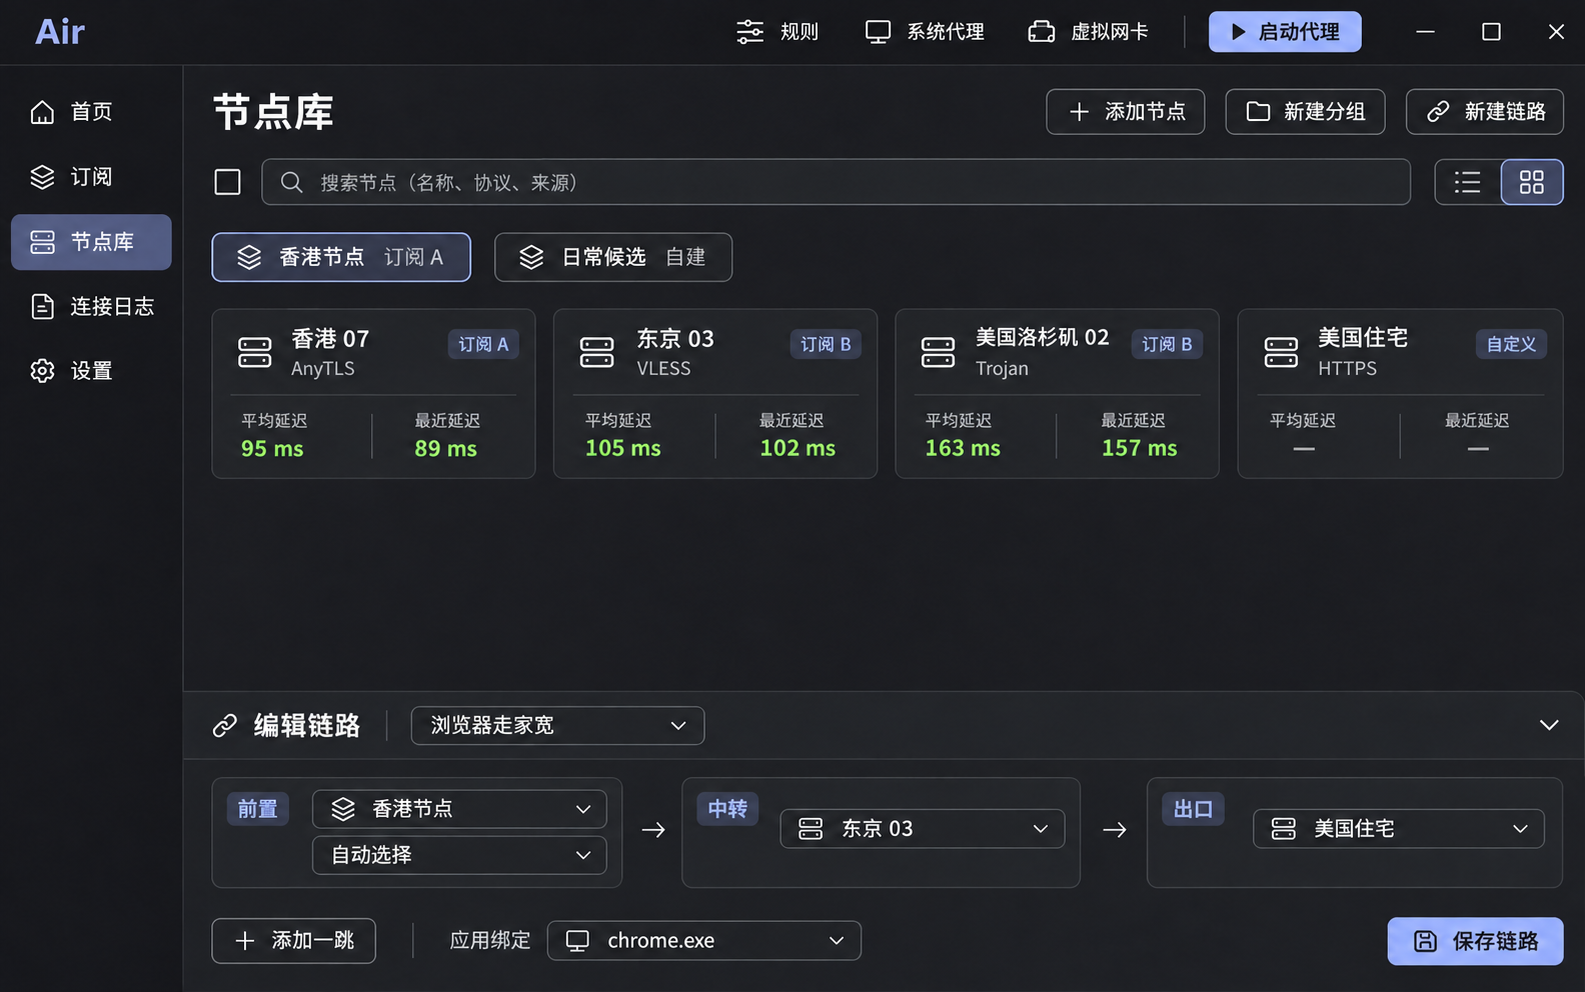 Air
规则
系统代理
虚拟网卡
启动代理
首页
订阅
节点库
连接日志
设置
节点库
添加节点
新建分组
新建链路
搜索节点（名称、协议、来源）
香港节点 订阅 A
日常候选 自建
香港 07
AnyTLS
订阅 A
平均延迟
95 ms
最近延迟
89 ms
东京 03
VLESS
订阅 B
平均延迟
105 ms
最近延迟
102 ms
美国洛杉矶 02
Trojan
订阅 B
平均延迟
163 ms
最近延迟
157 ms
美国住宅
HTTPS
自定义
平均延迟
—
最近延迟
—
编辑链路
浏览器走家宽
前置
香港节点
自动选择
中转
东京 03
出口
美国住宅
添加一跳
应用绑定
chrome.exe
保存链路